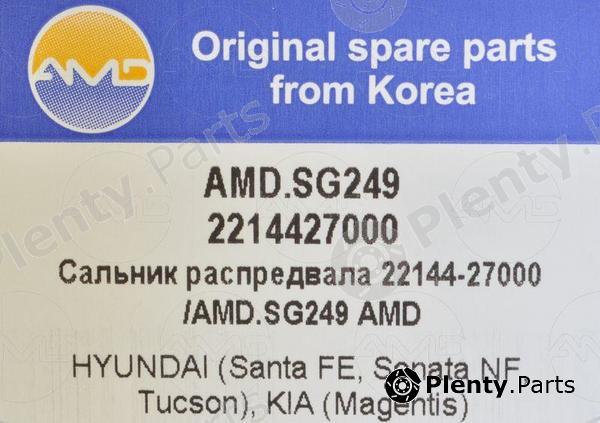 AMD
Original spare parts
from Korea
AMD.SG249
2214427000
Сальник распредвала 22144-27000
/AMD.SG249 AMD
HYUNDAI (Santa FE, Sonata NF,
Tucson), KIA (Magentis)
Plenty.Parts